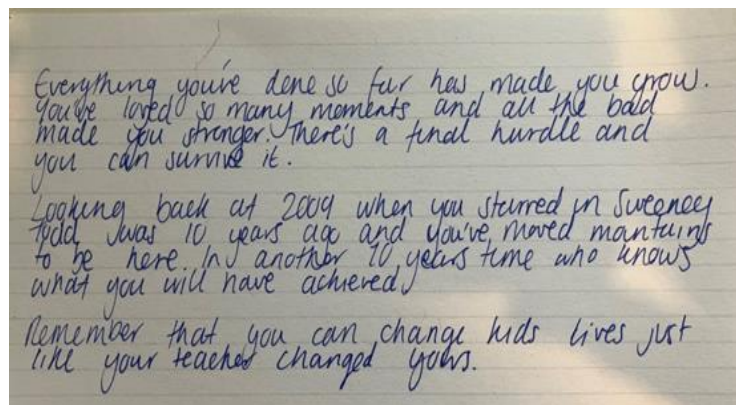 Everything you've done so far has made you grow.
You've loved so many moments and all the bad
made you stronger. There's a final hurdle and
you can survive it.
Looking back at 2009 when you starred in Sweeney
Todd was 10 years ago and you've moved mountains
to be here. In another 10 years time who knows
what you will have achieved.
Remember that you can change kids lives just
like your teacher changed yours.